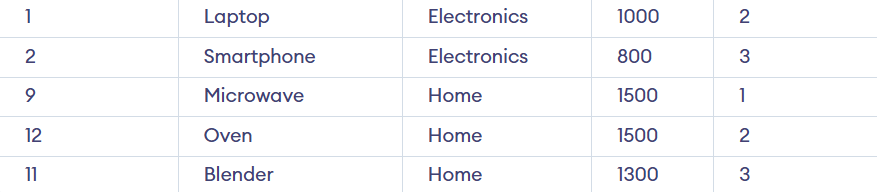 1 Laptop Electronics 1000 2
2 Smartphone Electronics 800 3
9 Microwave Home 1500 1
12 Oven Home 1500 2
11 Blender Home 1300 3